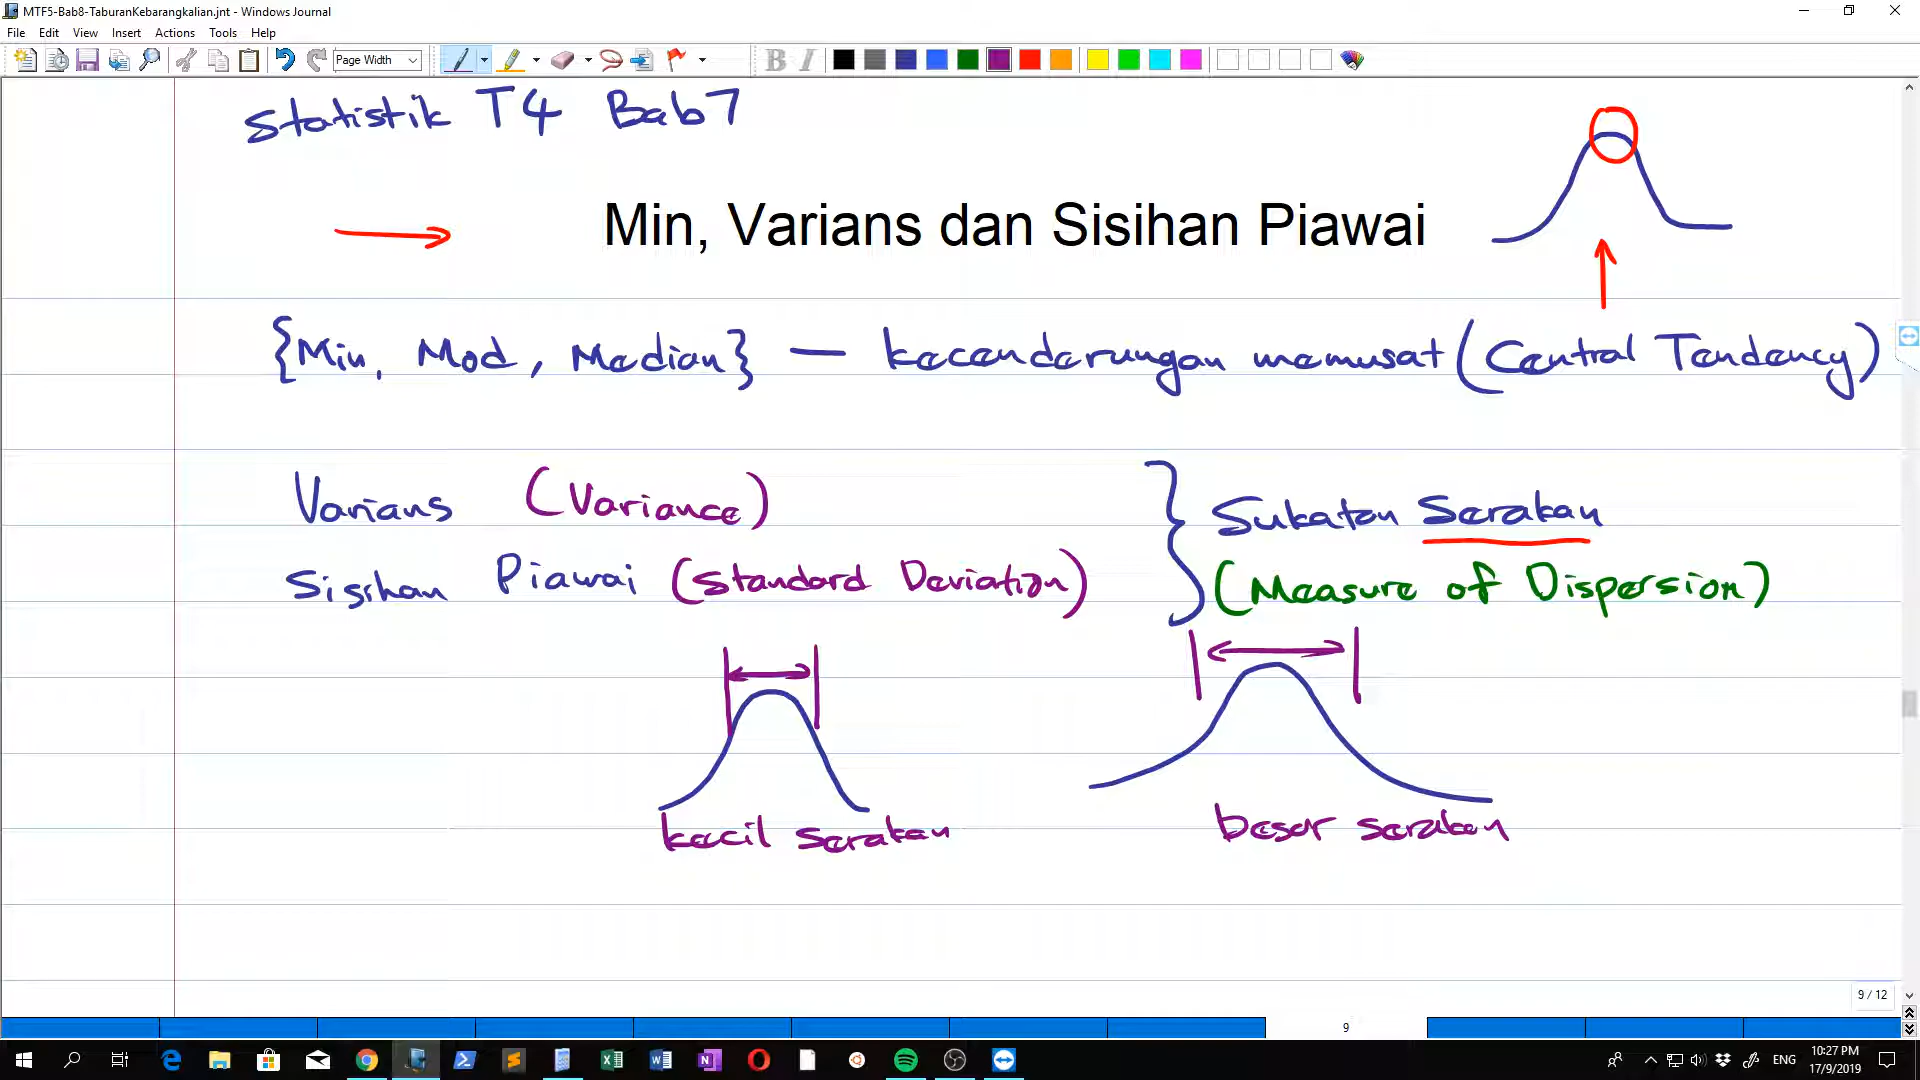 MTF5-Bab8-TaburanKebarangkalian.jnt - Windows Journal
File Edit View Insert Actions Tools Help
Page Width
B I
Statistik T4 Bab7
Min, Varians dan Sisihan Piawai
{Min, Mod, Median} — kecenderungan memusat (Central Tendency)
Varians (Variance)
Sisihan Piawai (Standard Deviation)
Sukatan Serakan
(Measure of Dispersion)
kecil serakan
besar serakan
9 / 12
9
ENG
10:27 PM
17/9/2019